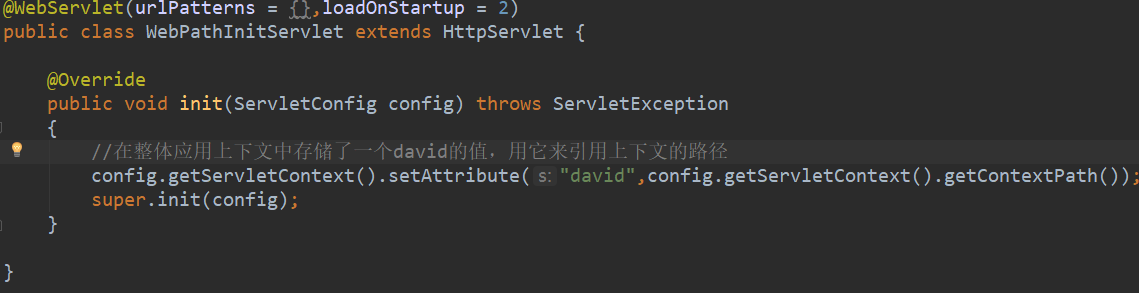 @WebServlet(urlPatterns = {},loadOnStartup = 2)
public class WebPathInitServlet extends HttpServlet {
@Override
public void init(ServletConfig config) throws ServletException
{
//在整体应用上下文中存储了一个david的值，用它来引用上下文的路径
config.getServletContext().setAttribute( s: "david",config.getServletContext().getContextPath());
super.init(config);
}
}